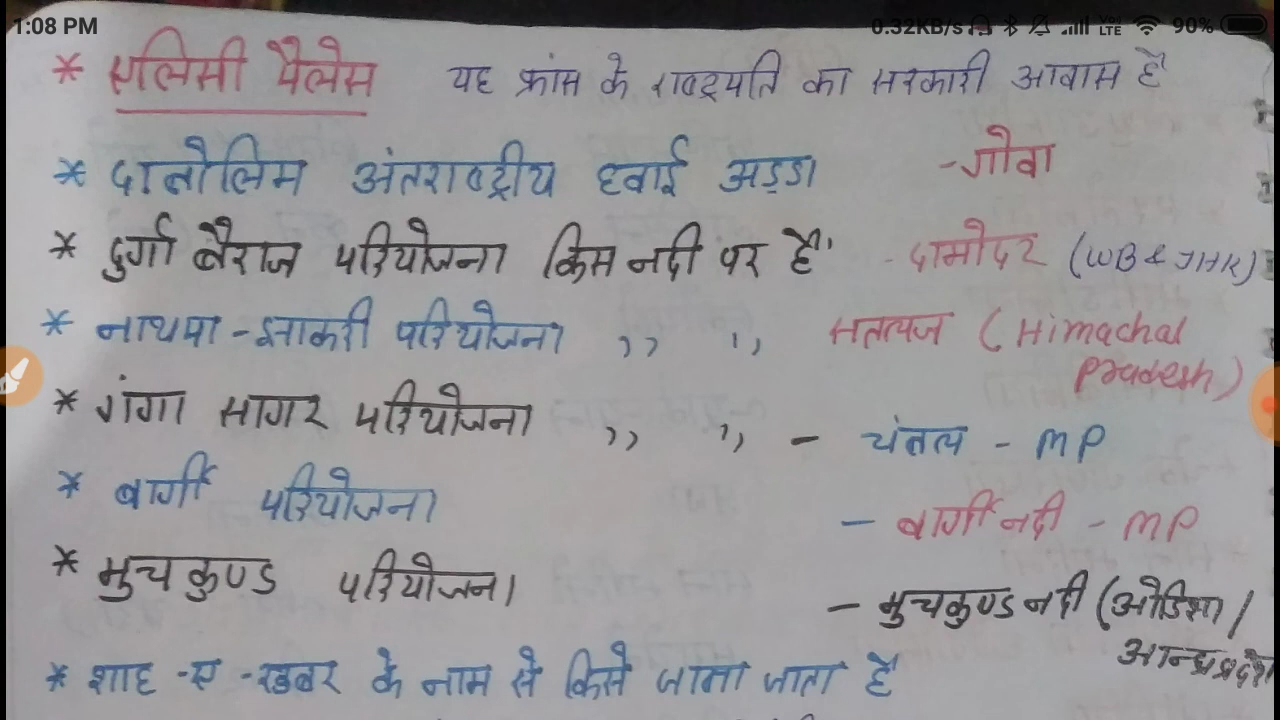 1:08 PM 0.32KB/s VoLTE 90%
* एलिसी पैलेस यह फ्रांस के राष्ट्रपति का सरकारी आवास है
* दाबोलिम अंतराष्ट्रीय हवाई अड्डा - गोवा
* दुर्गा बैराज परियोजना किस नदी पर है - दामोदर (WB & JHK)
* नाथपा - झाकरी परियोजना ,, ,, सतलज (Himachal
Pradesh)
* गंगा सागर परियोजना ,, ,, - चंबल - MP
* बार्गी परियोजना - बार्गी नदी - MP
* मुचकुण्ड परियोजना - मुचकुण्ड नदी (ओडिशा /
आन्ध्रप्रदेश
* शाह - ए - खबर के नाम से किसे जाना जाता है